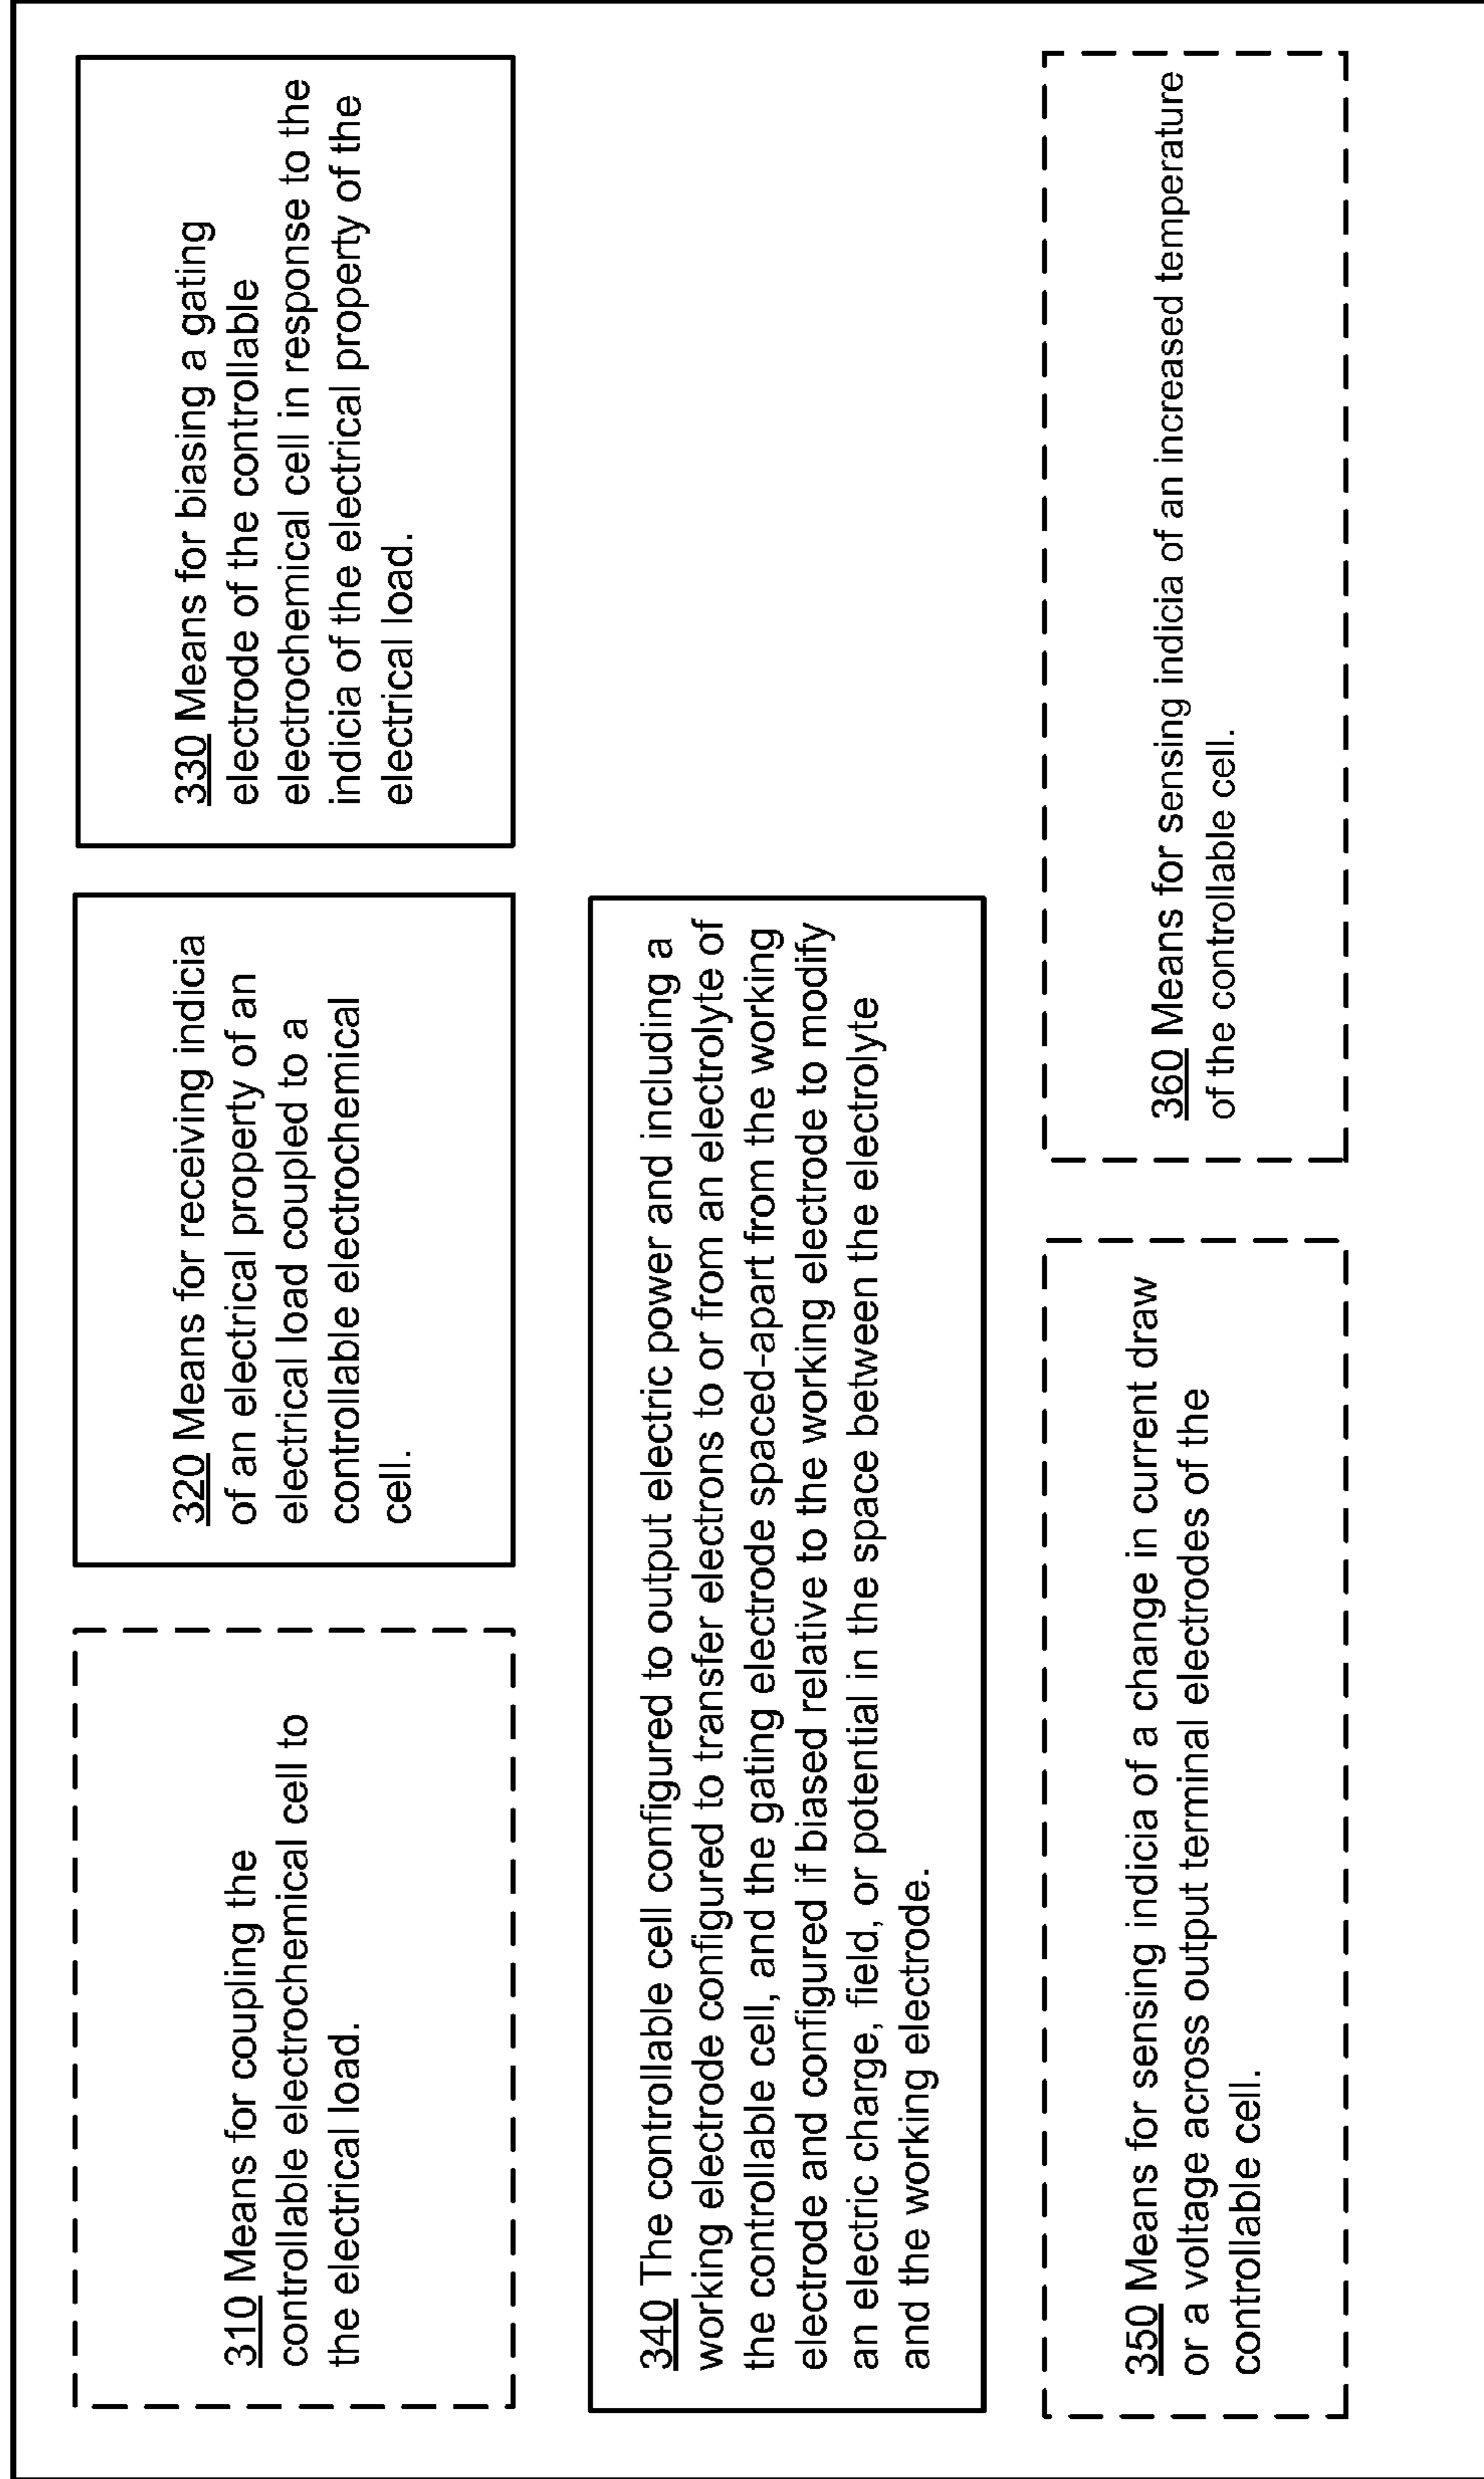 310 Means for coupling the
controllable electrochemical cell to
the electrical load.
320 Means for receiving indicia
of an electrical property of an
electrical load coupled to a
controllable electrochemical
cell.
330 Means for biasing a gating
electrode of the controllable
electrochemical cell in response to the
indicia of the electrical property of the
electrical load.
340 The controllable cell configured to output electric power and including a
working electrode configured to transfer electrons to or from an electrolyte of
the controllable cell, and the gating electrode spaced-apart from the working
electrode and configured if biased relative to the working electrode to modify
an electric charge, field, or potential in the space between the electrolyte
and the working electrode.
350 Means for sensing indicia of a change in current draw
or a voltage across output terminal electrodes of the
controllable cell.
360 Means for sensing indicia of an increased temperature
of the controllable cell.